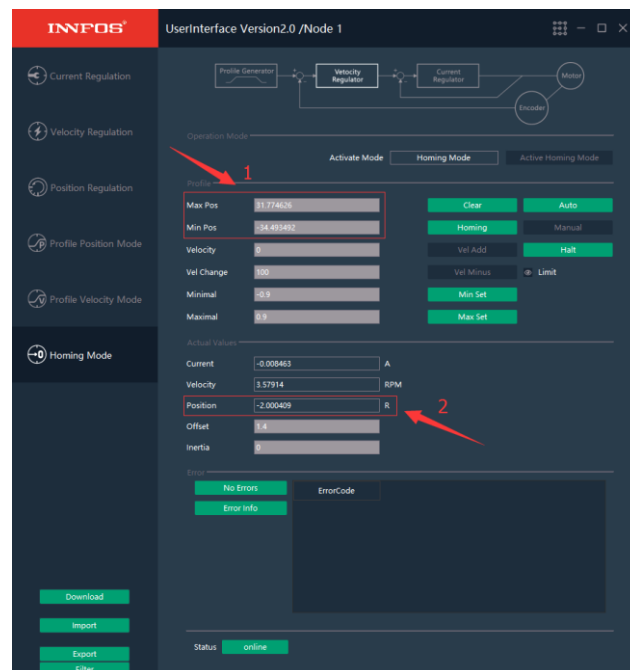 INNFOS®
UserInterface Version2.0 /Node 1
Current Regulation
Velocity Regulation
Position Regulation
Profile Position Mode
Profile Velocity Mode
Homing Mode
Download
Import
Export
Filter
Profile Generator
Velocity Regulator
Current Regulator
Motor
Encoder
Operation Mode
Activate Mode Homing Mode Active Homing Mode
1
Profile
Max Pos 31.774626 Clear Auto
Min Pos -34.493492 Homing Manual
Velocity 0 Vel Add Halt
Vel Change 100 Vel Minus Limit
Minimal -0.9 Min Set
Maximal 0.9 Max Set
Actual Values
Current -0.008463 A
Velocity 3.57914 RPM
Position -2.000409 R
2
Offset 1.4
Inertia 0
Error
No Errors ErrorCode
Error Info
Status online